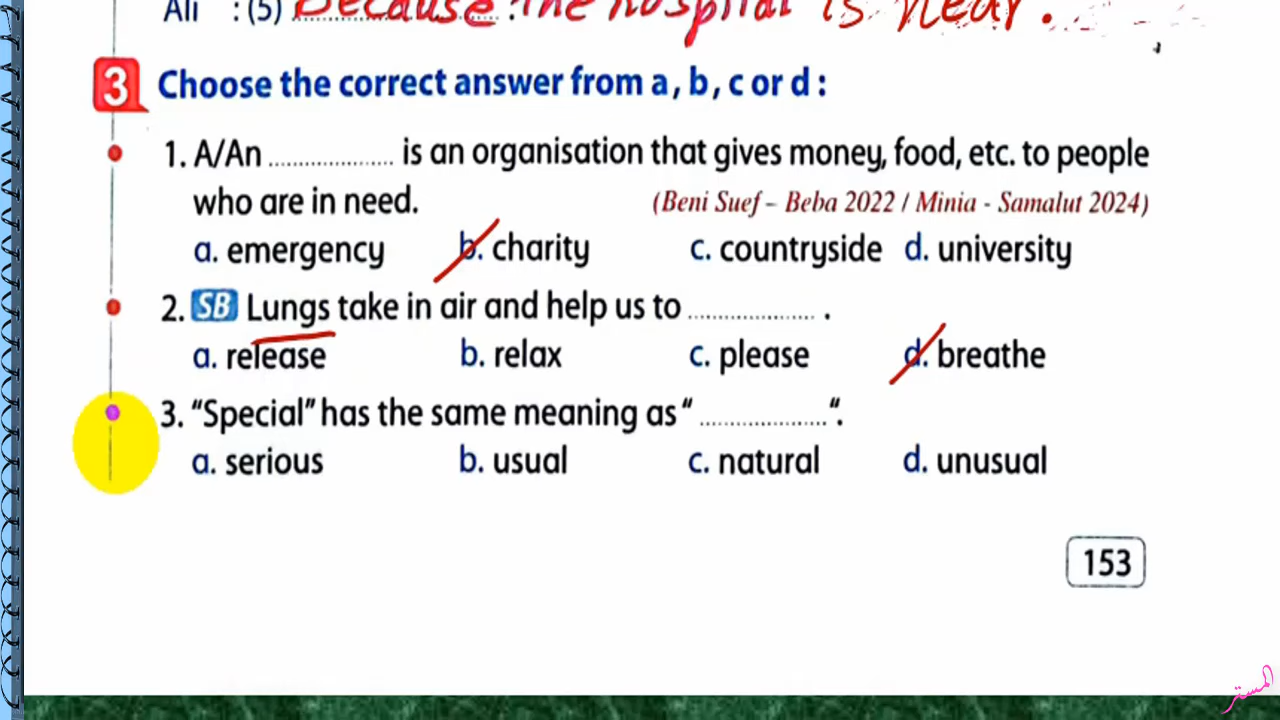 Ali : (5) Because the hospital is near.
3 Choose the correct answer from a, b, c or d :
1. A/An .................... is an organisation that gives money, food, etc. to people
who are in need. (Beni Suef – Beba 2022 / Minia - Samalut 2024)
a. emergency b. charity c. countryside d. university
2. SB Lungs take in air and help us to .................... .
a. release b. relax c. please d. breathe
3. “Special” has the same meaning as “ .................... “.
a. serious b. usual c. natural d. unusual
153
المستر